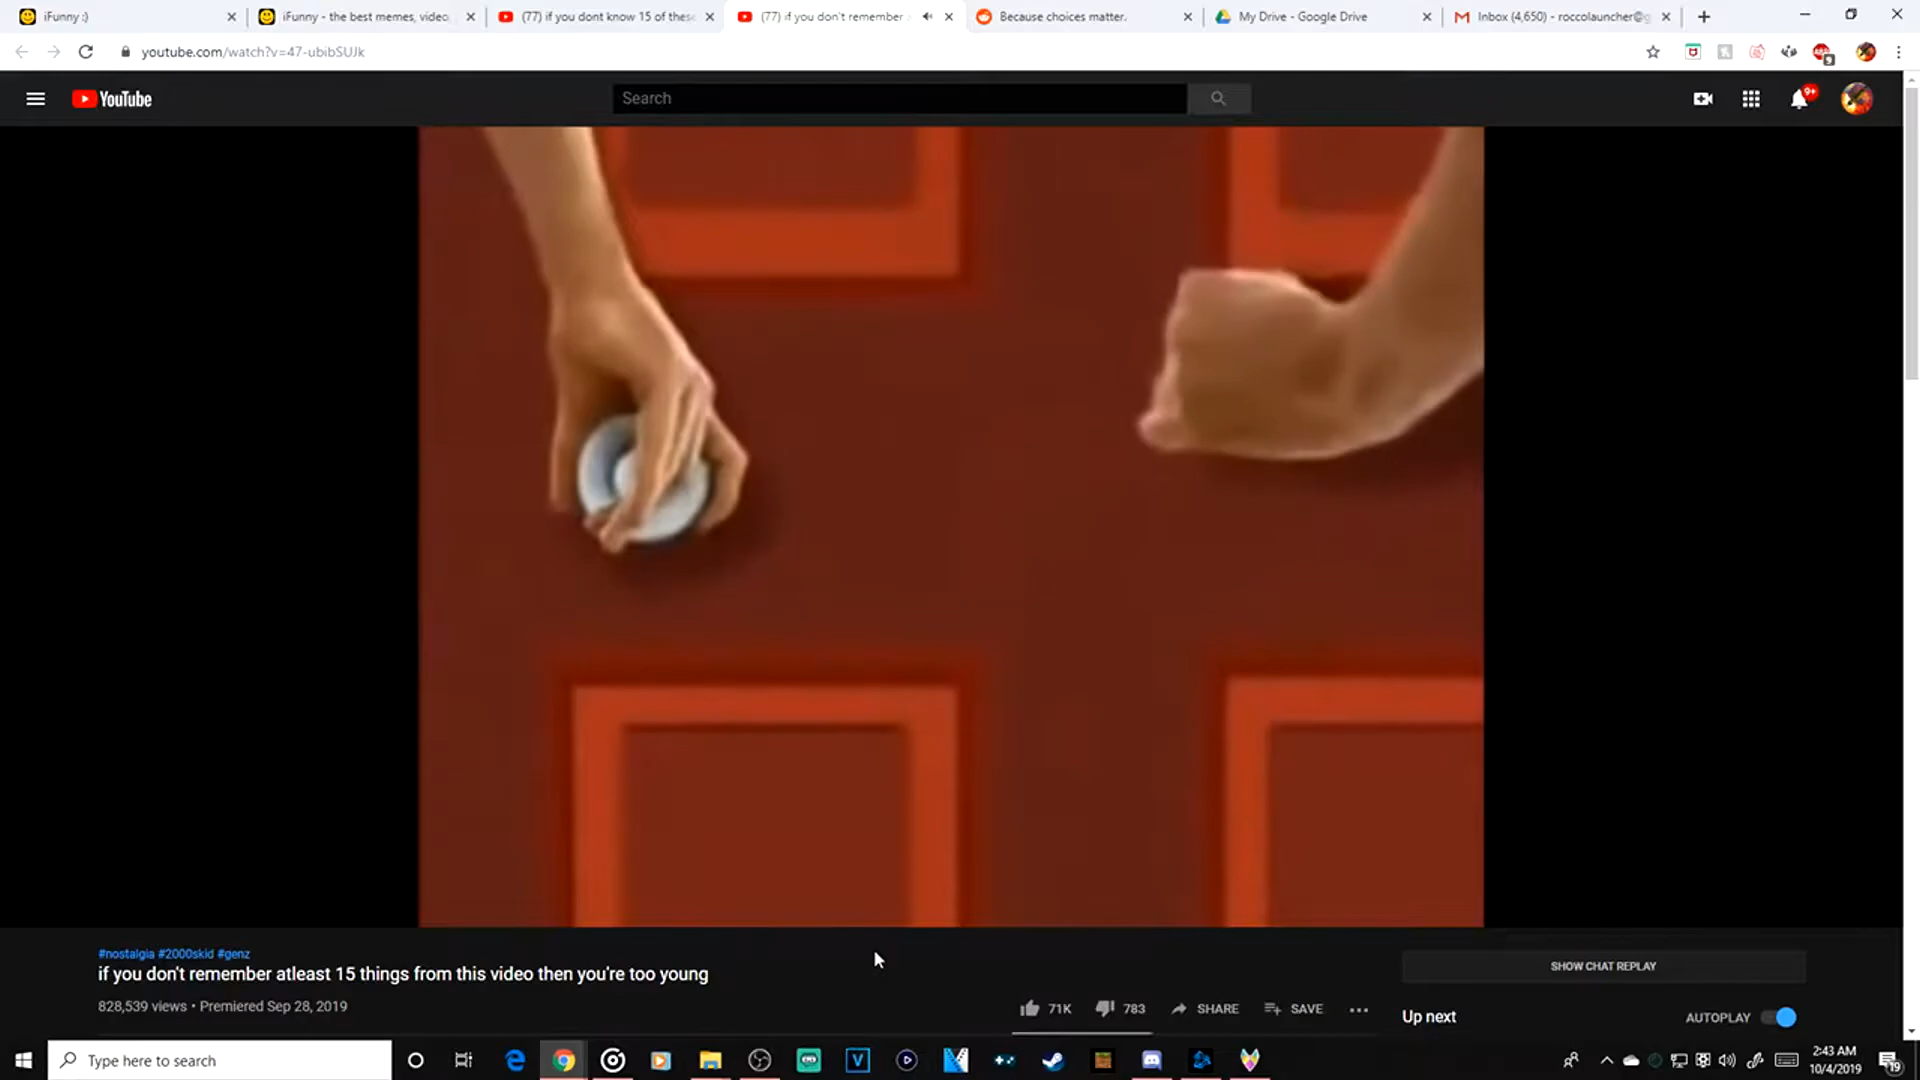 iFunny :)
iFunny - the best memes, video
(77) if you dont know 15 of these
(77) if you don't remember
Because choices matter.
My Drive - Google Drive
Inbox (4,650) - roccolauncher@g
youtube.com/watch?v=47-ubibSUJk
YouTube
Search
9+
#nostalgia #2000skid #genz
if you don't remember atleast 15 things from this video then you're too young
828,539 views • Premiered Sep 28, 2019
71K
783
SHARE
SAVE
SHOW CHAT REPLAY
Up next
AUTOPLAY
Type here to search
2:43 AM
10/4/2019
19